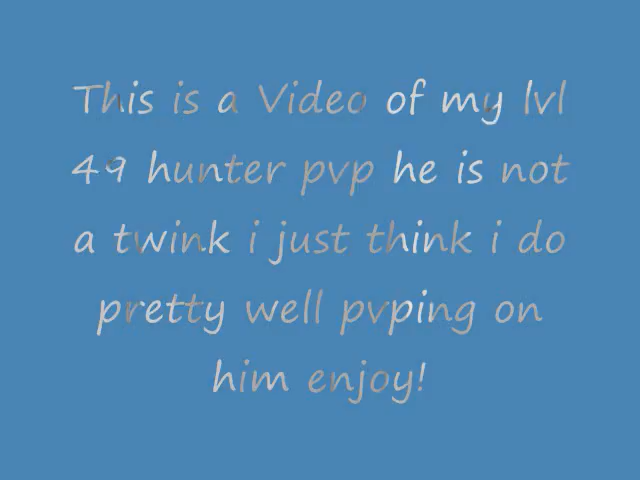 This is a Video of my lvl
49 hunter pvp he is not
a twink i just think i do
pretty well pvping on
him enjoy!